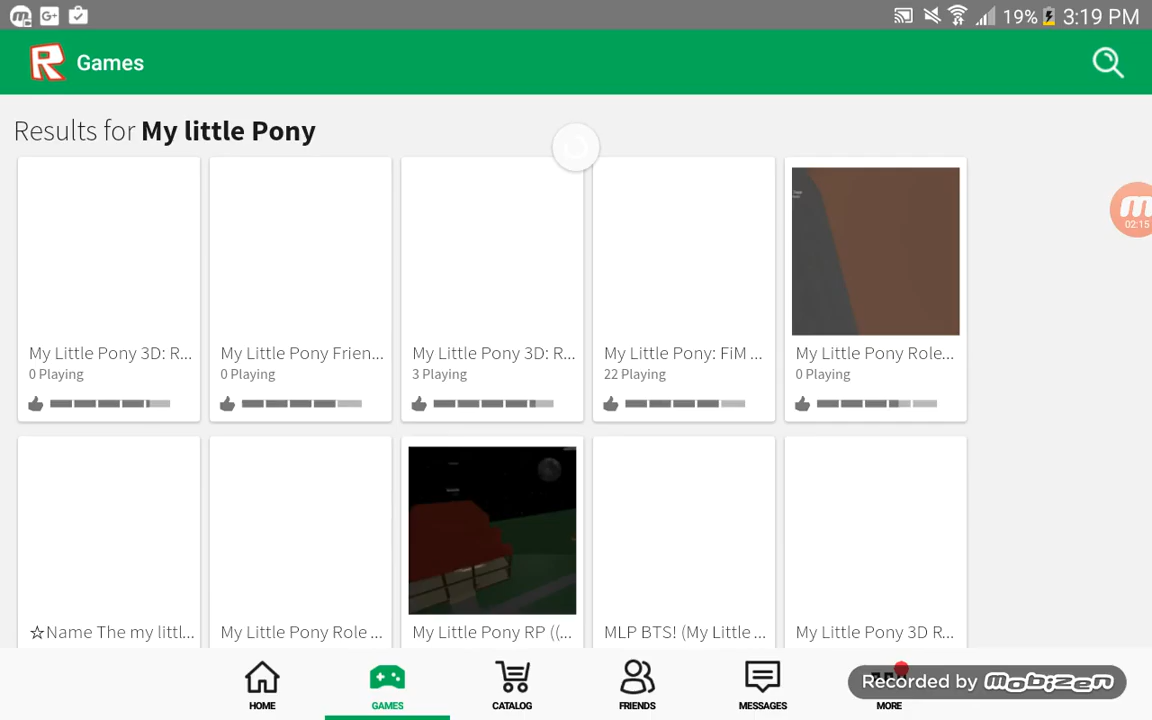 19% 3:19 PM
Games
Results for My little Pony
02:15
My Little Pony 3D: R...
My Little Pony Frien...
My Little Pony 3D: R...
My Little Pony: FiM ...
My Little Pony Role...
0 Playing
0 Playing
3 Playing
22 Playing
0 Playing
☆Name The my littl...
My Little Pony Role ...
My Little Pony RP ((...
MLP BTS! (My Little ...
My Little Pony 3D R...
Recorded by mobizen
HOME
GAMES
CATALOG
FRIENDS
MESSAGES
MORE